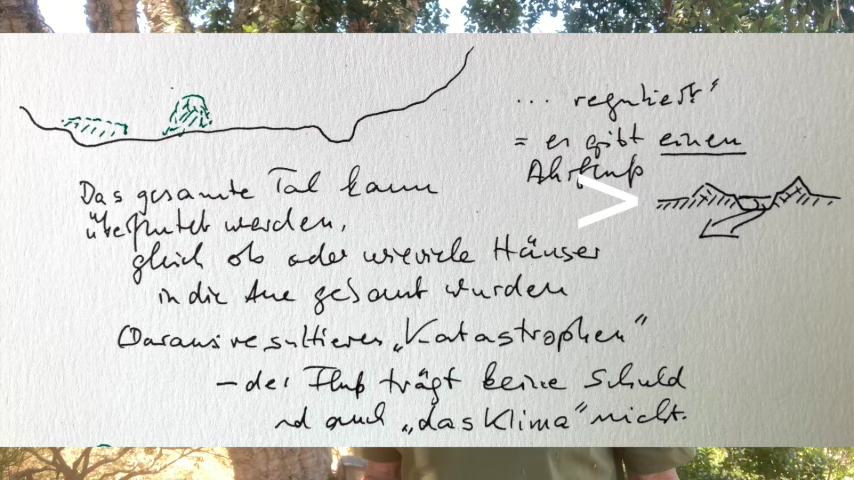 ... reguliert"
= es gibt einen
Ahrfluß
>
Das gesamte Tal kann
überflutet werden,
gleich ob oder wieviele Häuser
in die Aue gebaut wurden
Daraus resultieren „Katastrophen"
– der Fluß trägt keine Schuld
und auch „das Klima" nicht.